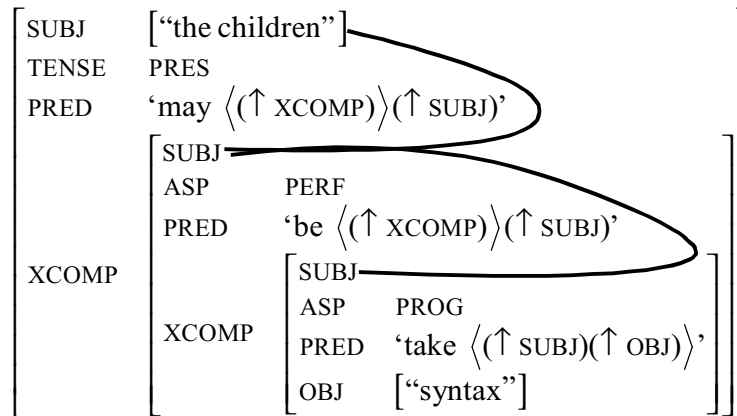 SUBJ [“the children”]
TENSE PRES
PRED ‘may ⟨(↑ XCOMP)⟩(↑ SUBJ)’
SUBJ
ASP PERF
PRED ‘be ⟨(↑ XCOMP)⟩(↑ SUBJ)’
XCOMP
SUBJ
ASP PROG
XCOMP
PRED ‘take ⟨(↑ SUBJ)(↑ OBJ)⟩’
OBJ [“syntax”]